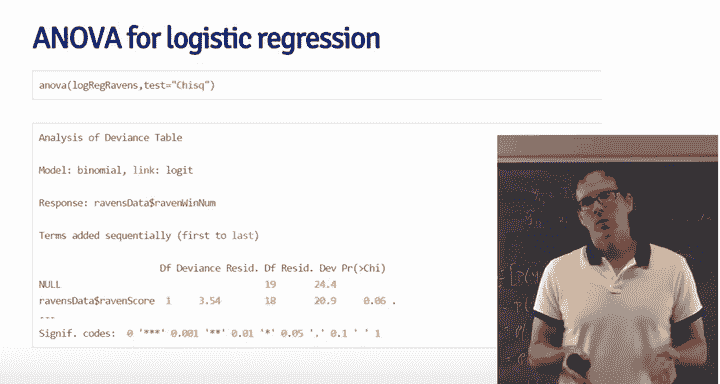 ANOVA for logistic regression
anova(logRegRavens,test="Chisq")
Analysis of Deviance Table
Model: binomial, link: logit
Response: ravensData$ravenWinNum
Terms added sequentially (first to last)
Df Deviance Resid. Df Resid. Dev Pr(>Chi)
NULL 19 24.4
ravensData$ravenScore 1 3.54 18 20.9 0.06 .
---
Signif. codes: 0 '***' 0.001 '**' 0.01 '*' 0.05 '.' 0.1 ' ' 1